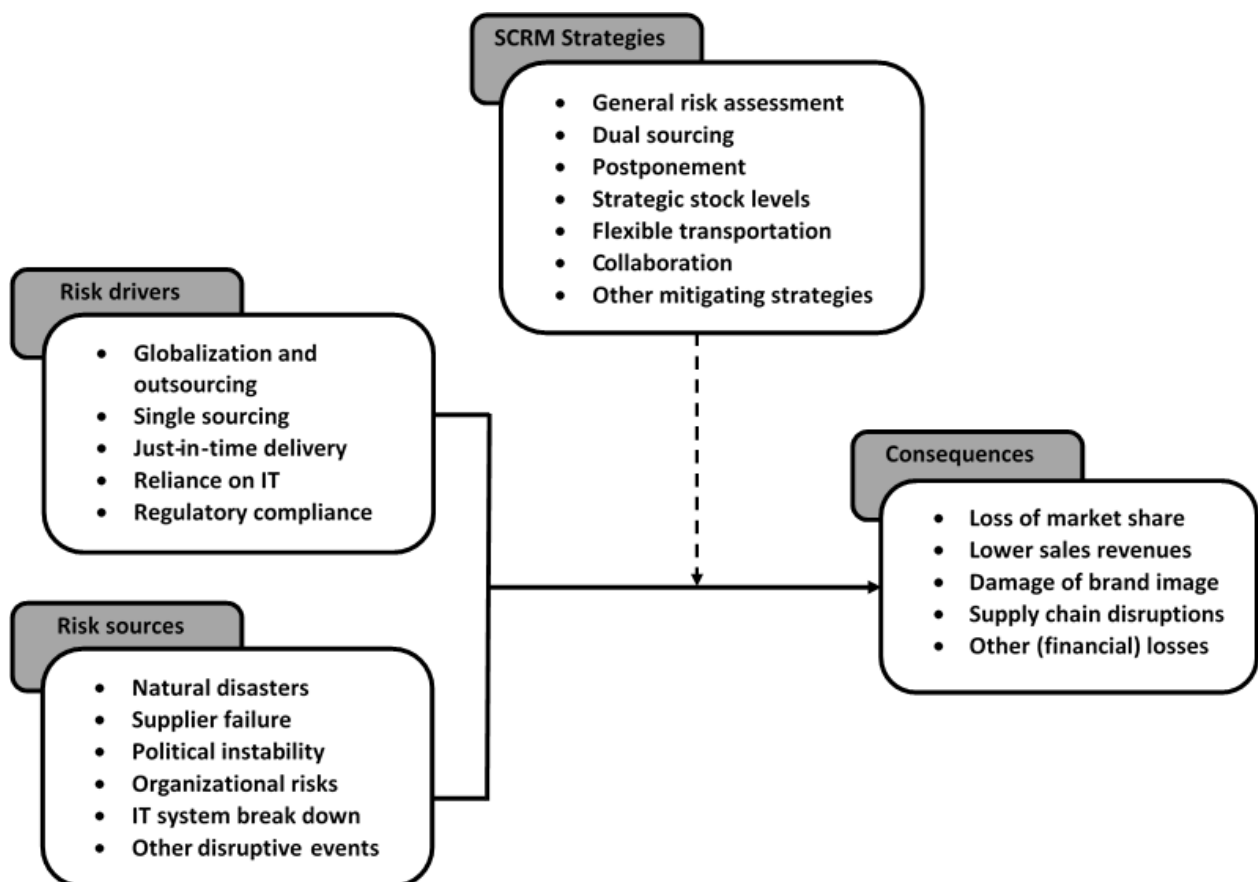 SCRM Strategies
• General risk assessment
• Dual sourcing
• Postponement
• Strategic stock levels
• Flexible transportation
• Collaboration
• Other mitigating strategies
Risk drivers
• Globalization and
outsourcing
• Single sourcing
• Just-in-time delivery
• Reliance on IT
• Regulatory compliance
Consequences
• Loss of market share
• Lower sales revenues
• Damage of brand image
• Supply chain disruptions
• Other (financial) losses
Risk sources
• Natural disasters
• Supplier failure
• Political instability
• Organizational risks
• IT system break down
• Other disruptive events